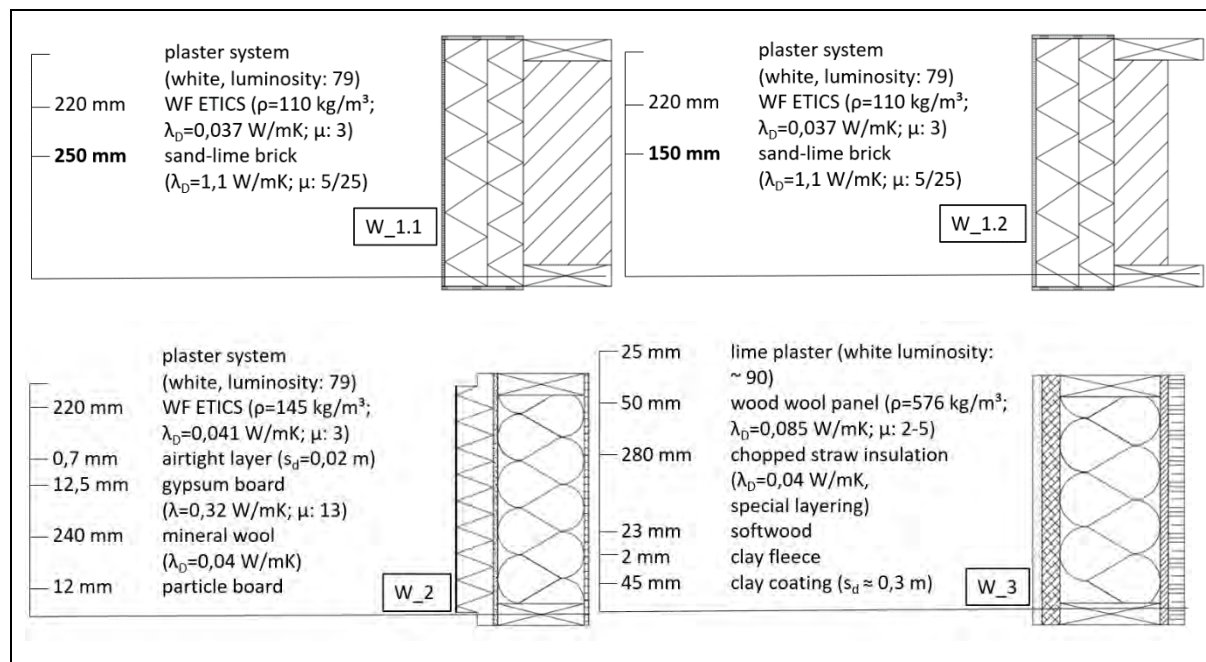 plaster system
(white, luminosity: 79)
220 mm WF ETICS (ρ=110 kg/m³;
λD=0,037 W/mK; μ: 3)
250 mm sand-lime brick
(λD=1,1 W/mK; μ: 5/25)
W_1.1
plaster system
(white, luminosity: 79)
220 mm WF ETICS (ρ=110 kg/m³;
λD=0,037 W/mK; μ: 3)
150 mm sand-lime brick
(λD=1,1 W/mK; μ: 5/25)
W_1.2
plaster system
(white, luminosity: 79)
220 mm WF ETICS (ρ=145 kg/m³;
λD=0,041 W/mK; μ: 3)
0,7 mm airtight layer (sd=0,02 m)
12,5 mm gypsum board
(λ=0,32 W/mK; μ: 13)
240 mm mineral wool
(λD=0,04 W/mK)
12 mm particle board
W_2
25 mm lime plaster (white luminosity:
~ 90)
50 mm wood wool panel (ρ=576 kg/m³;
λD=0,085 W/mK; μ: 2-5)
280 mm chopped straw insulation
(λD=0,04 W/mK,
special layering)
23 mm softwood
2 mm clay fleece
45 mm clay coating (sd ≈ 0,3 m)
W_3